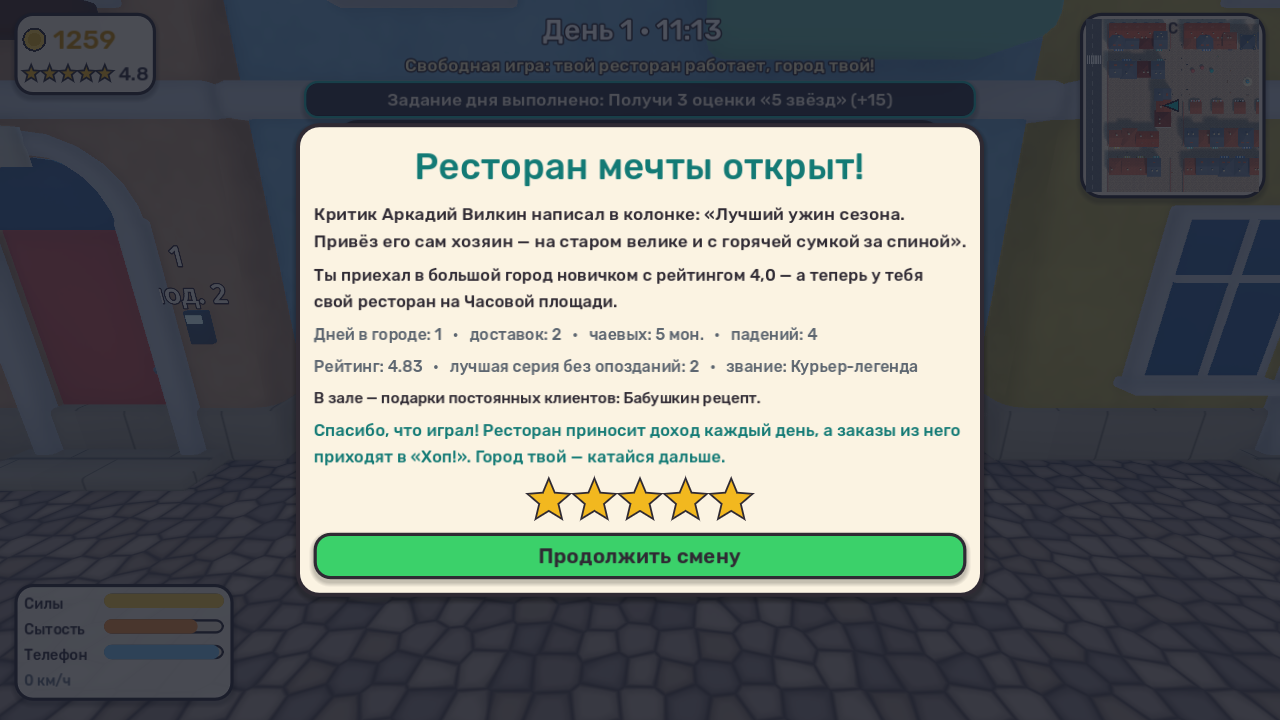 1259
4.8
День 1 • 11:13
Свободная игра: твой ресторан работает, город твой!
Задание дня выполнено: Получи 3 оценки «5 звёзд» (+15)
С
Ресторан мечты открыт!
Критик Аркадий Вилкин написал в колонке: «Лучший ужин сезона.
Привёз его сам хозяин — на старом велике и с горячей сумкой за спиной».
Ты приехал в большой город новичком с рейтингом 4,0 — а теперь у тебя
свой ресторан на Часовой площади.
Дней в городе: 1 • доставок: 2 • чаевых: 5 мон. • падений: 4
Рейтинг: 4.83 • лучшая серия без опозданий: 2 • звание: Курьер-легенда
В зале — подарки постоянных клиентов: Бабушкин рецепт.
Спасибо, что играл! Ресторан приносит доход каждый день, а заказы из него
приходят в «Хоп!». Город твой — катайся дальше.
Продолжить смену
1
под. 2
Силы
Сытость
Телефон
0 км/ч